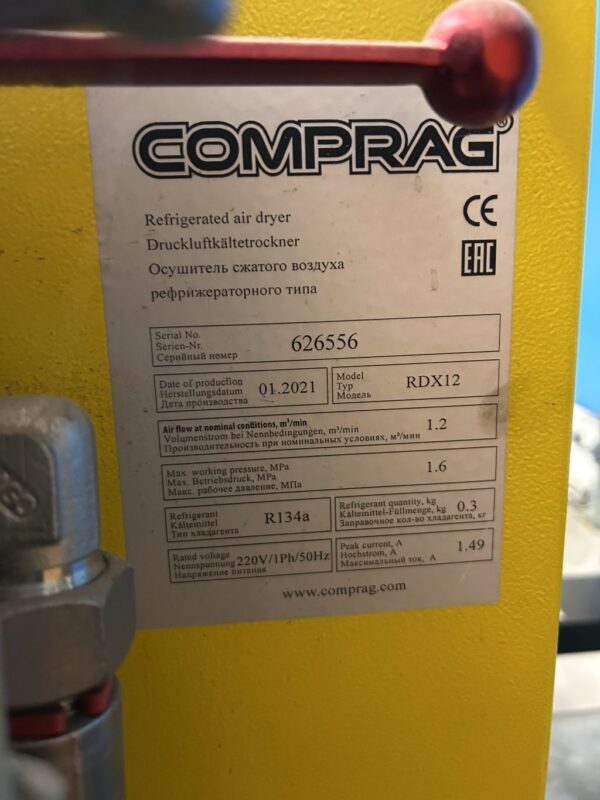 COMPRAG®
Refrigerated air dryer
Druckluftkältetrockner
Осушитель сжатого воздуха
рефрижераторного типа
CE
EAC
Serial No.
Serien-Nr.
Серийный номер
626556
Date of production
Herstellungsdatum
Дата производства
01.2021
Model
Typ
Модель
RDX12
Air flow at nominal conditions, m³/min
Volumenstrom bei Nennbedingungen, m³/min
Производительность при номинальных условиях, м³/мин
1.2
Max. working pressure, MPa
Max. Betriebsdruck, MPa
Макс. рабочее давление, МПа
1.6
Refrigerant
Kältemittel
Тип хладагента
R134a
Refrigerant quantity, kg
Kältemittel-Füllmenge, kg
Заправочное кол-во хладагента, кг
0.3
Rated voltage
Nennspannung
Напряжение питания
220V/1Ph/50Hz
Peak current, A
Hochstrom, A
Максимальный ток, А
1.49
www.comprag.com